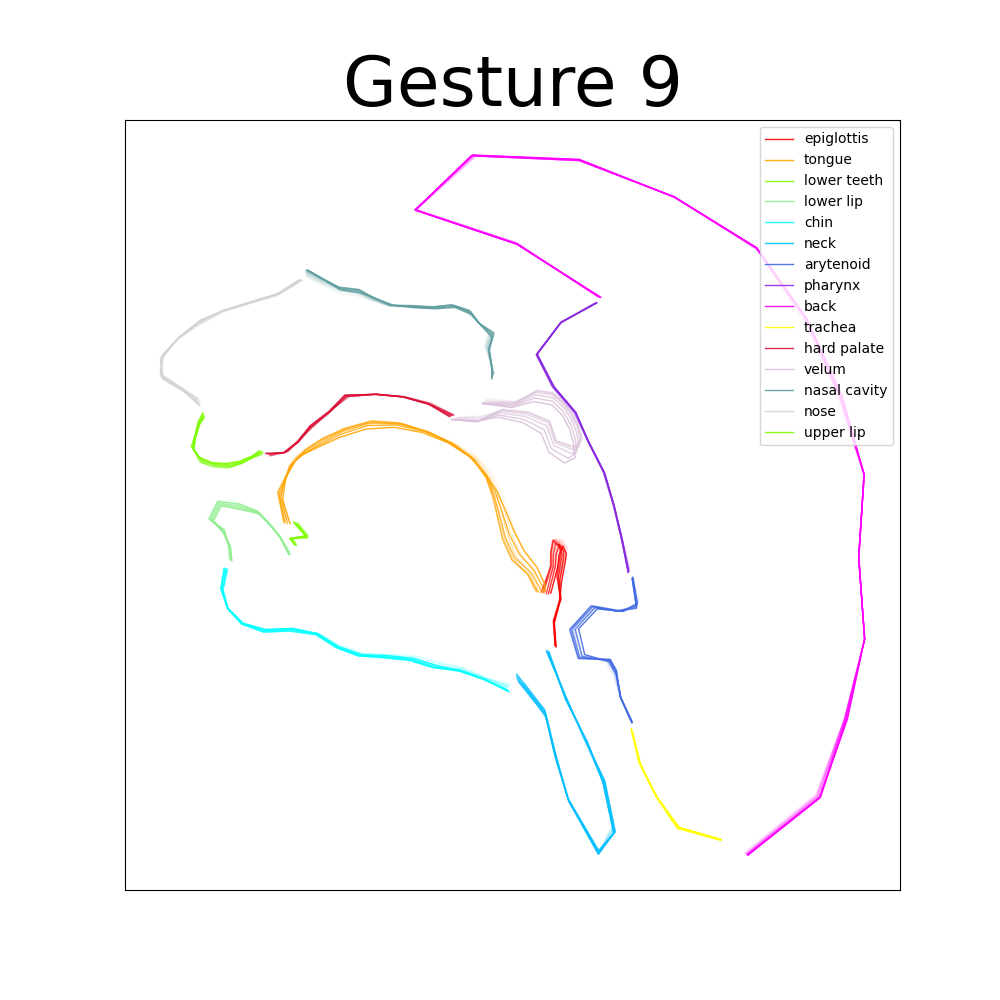 Gesture 9
epiglottis
tongue
lower teeth
lower lip
chin
neck
arytenoid
pharynx
back
trachea
hard palate
velum
nasal cavity
nose
upper lip